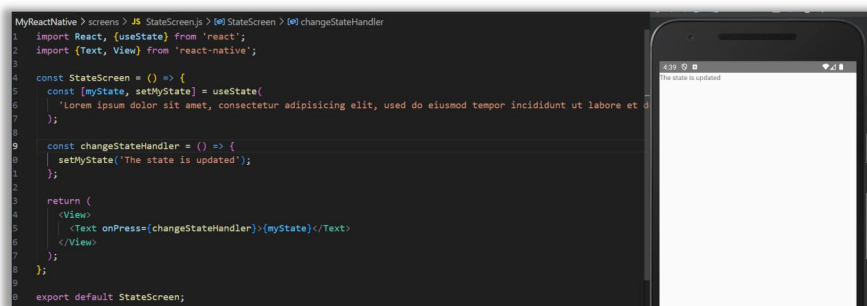 MyReactNative > screens > JS StateScreen.js > StateScreen > changeStateHandler
1 import React, {useState} from 'react';
2 import {Text, View} from 'react-native';
3
4 const StateScreen = () => {
5 const [myState, setMyState] = useState(
6 'Lorem ipsum dolor sit amet, consectetur adipisicing elit, used do eiusmod tempor incididunt ut labore et d
7 );
8
9 const changeStateHandler = () => {
0 setMyState('The state is updated');
1 };
2
3 return (
4 <View>
5 <Text onPress={changeStateHandler}>{myState}</Text>
6 </View>
7 );
8 };
9
0 export default StateScreen;
4:39
The state is updated